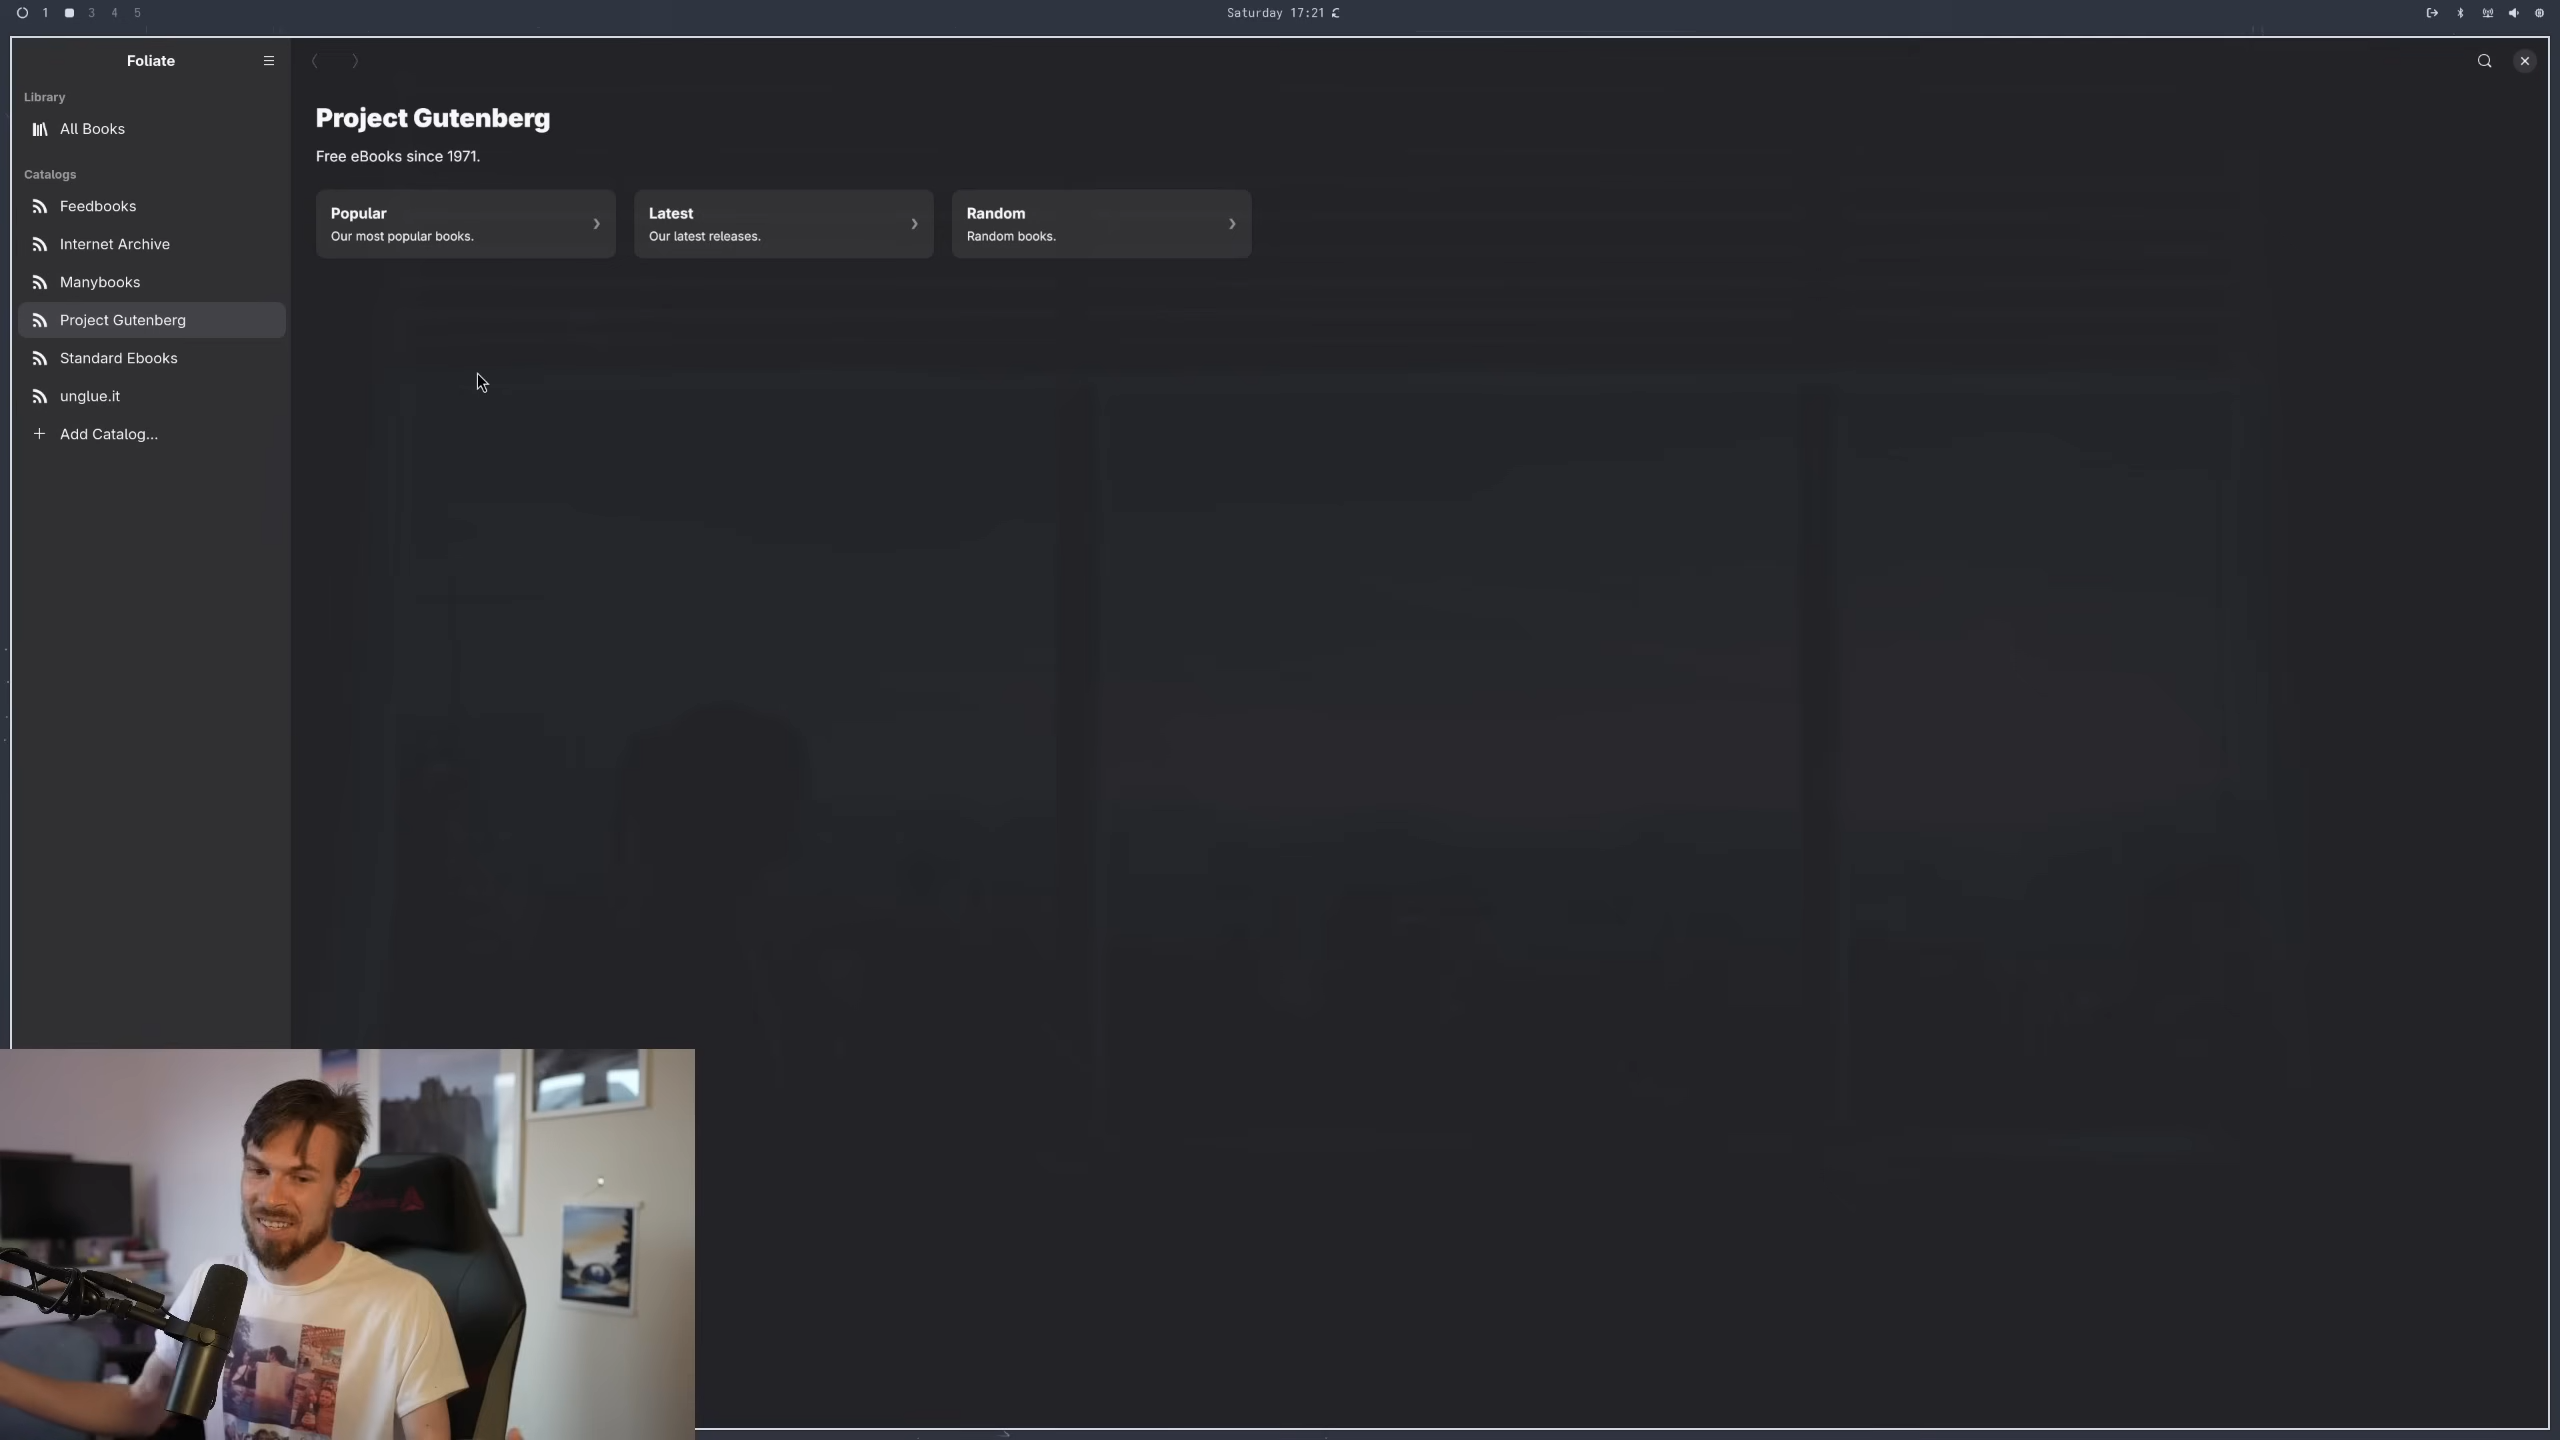 1 3 4 5
Saturday 17:21
Foliate
Library
All Books
Catalogs
Feedbooks
Internet Archive
Manybooks
Project Gutenberg
Standard Ebooks
unglue.it
Add Catalog...
Project Gutenberg
Free eBooks since 1971.
Popular
Our most popular books.
Latest
Our latest releases.
Random
Random books.